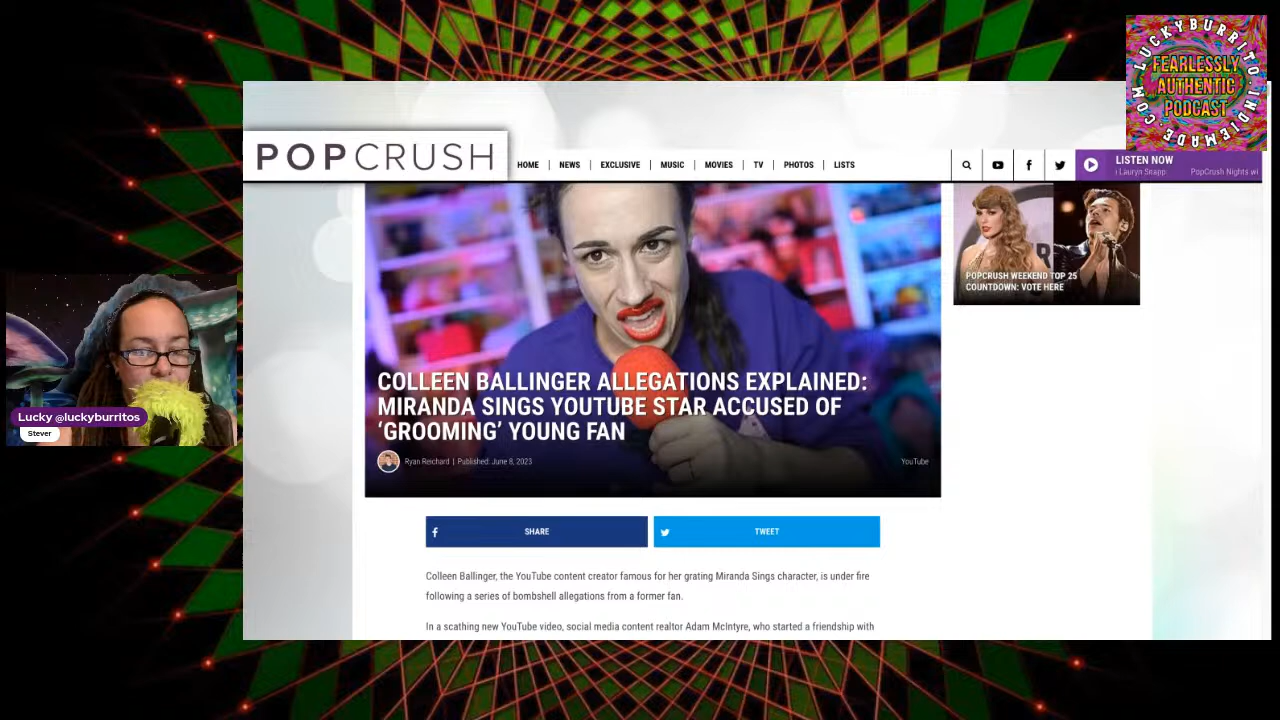 LUCKYBURRITO.INDIEMADE.COM
FEARLESSLY
AUTHENTIC
PODCAST
POPCRUSH
HOME | NEWS | EXCLUSIVE | MUSIC | MOVIES | TV | PHOTOS | LISTS
LISTEN NOW
i Lauryn Snapp PopCrush Nights wi
POPCRUSH WEEKEND TOP 25
COUNTDOWN: VOTE HERE
COLLEEN BALLINGER ALLEGATIONS EXPLAINED:
MIRANDA SINGS YOUTUBE STAR ACCUSED OF
‘GROOMING’ YOUNG FAN
Ryan Reichard | Published: June 8, 2023
YouTube
Lucky @luckyburritos
Stever
SHARE
TWEET
Colleen Ballinger, the YouTube content creator famous for her grating Miranda Sings character, is under fire
following a series of bombshell allegations from a former fan.
In a scathing new YouTube video, social media content realtor Adam McIntyre, who started a friendship with